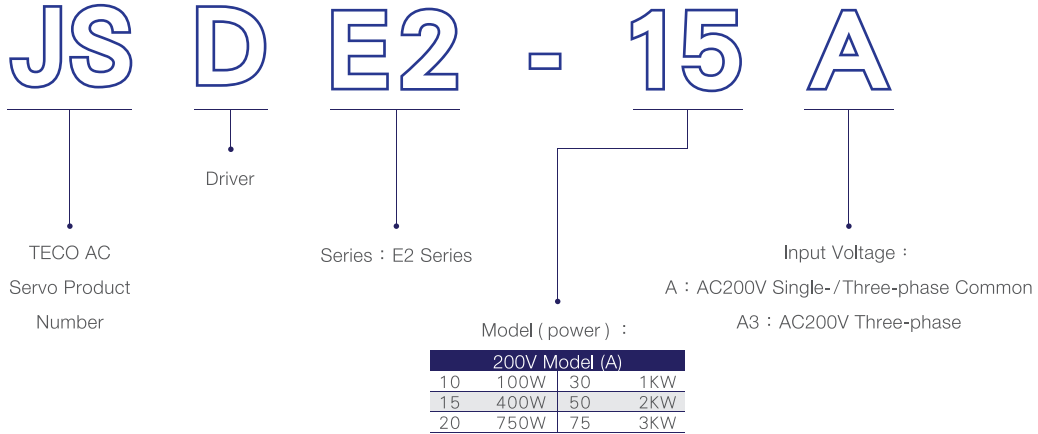 JS D E2 - 15 A
Driver
TECO AC
Servo Product
Number
Series：E2 Series
Input Voltage：
A：AC200V Single-/Three-phase Common
A3：AC200V Three-phase
Model ( power )：
200V Model (A)
10 100W 30 1KW
15 400W 50 2KW
20 750W 75 3KW